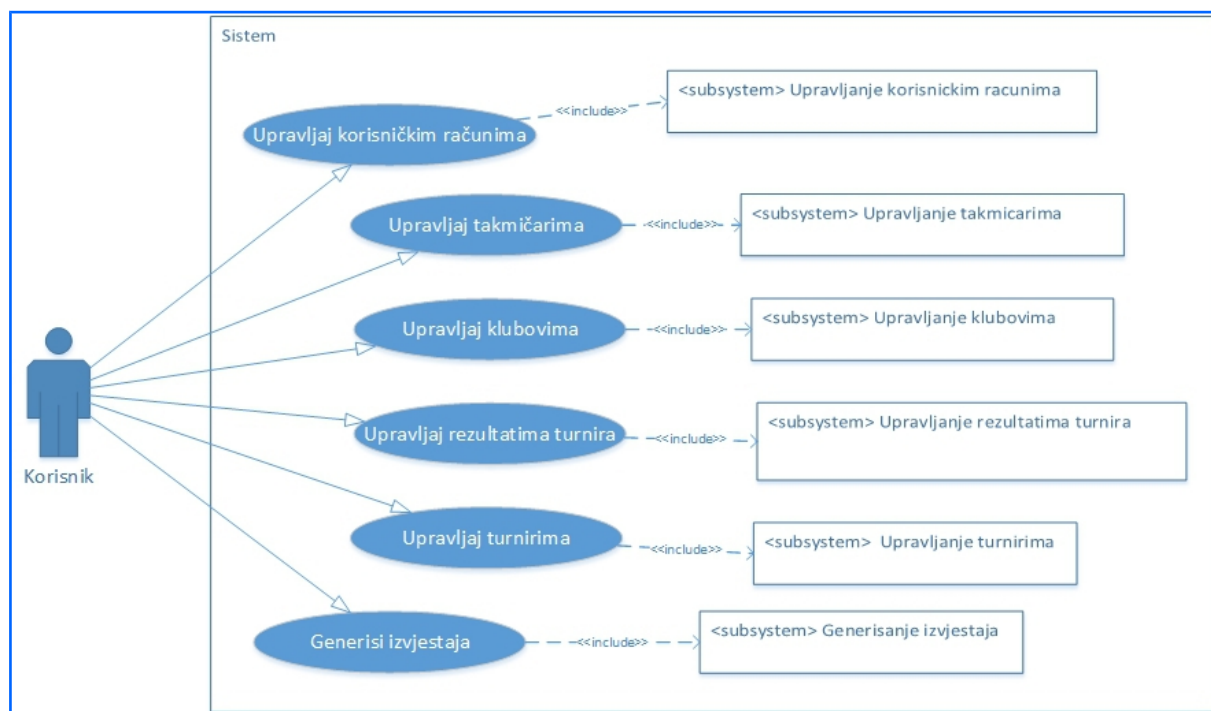 Sistem
<subsystem> Upravljanje korisnickim racunima
<<include>>
Upravljaj korisničkim računima
<subsystem> Upravljanje takmicarima
Upravljaj takmičarima
<<include>>
<subsystem> Upravljanje klubovima
Upravljaj klubovima
<<include>>
<subsystem> Upravljanje rezultatima turnira
Upravljaj rezultatima turnira
<<include>>
Korisnik
Upravljaj turnirima
<<include>>
<subsystem>  Upravljanje turnirima
Generisi izvjestaja
<<include>>
<subsystem> Generisanje izvjestaja